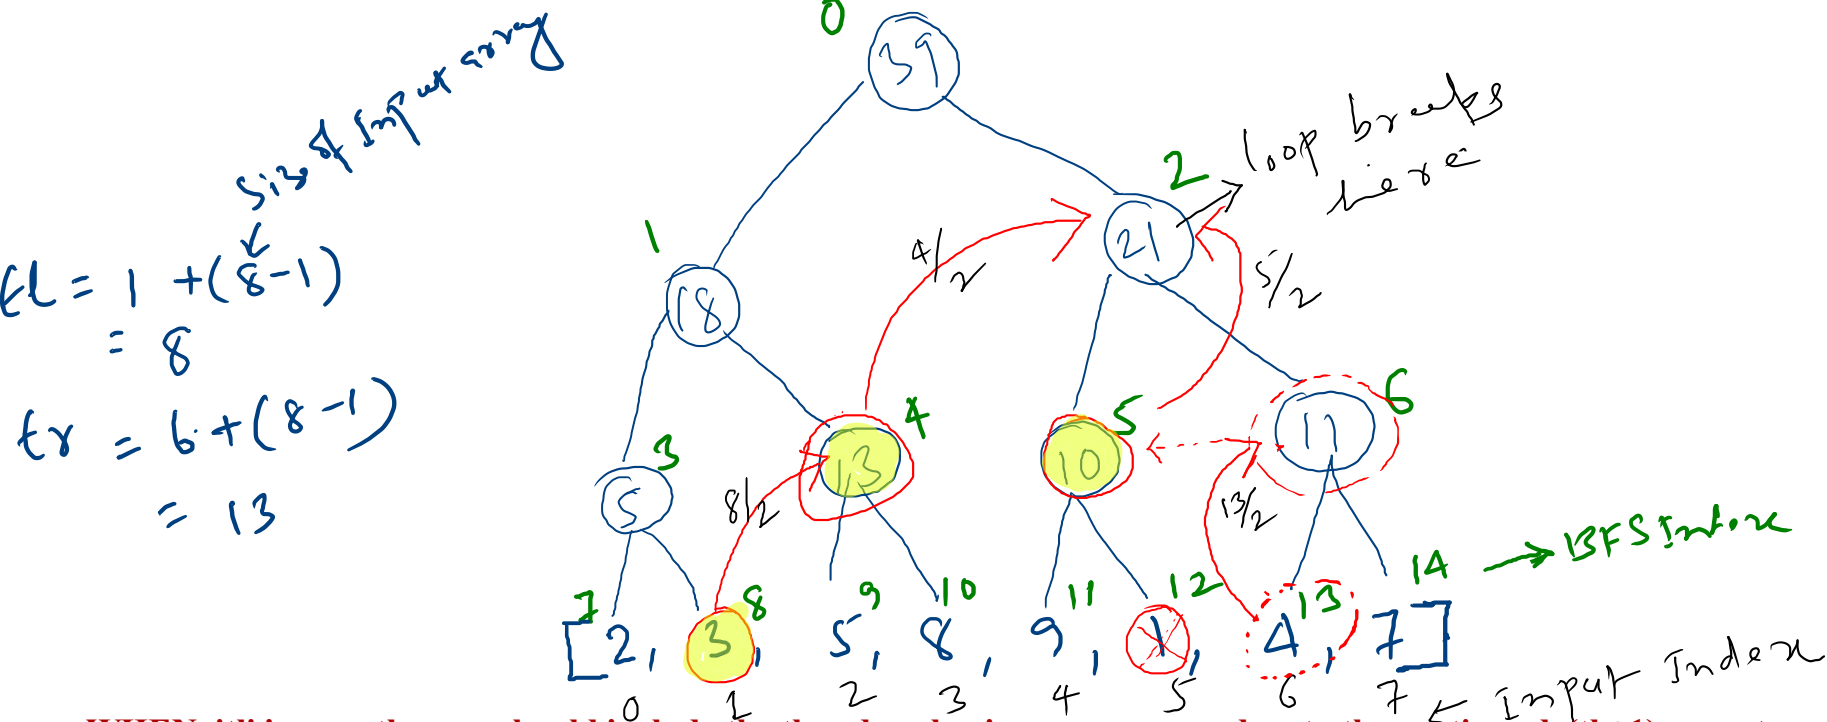 0
39
size of Input array
loop breaks
here
2
21
1
18
4/2
5/2
tl = 1 + (8-1)
= 8
tr = 6 + (8-1)
= 13
3
5
4
13
5
10
6
11
8/2
13/2
7 8 9 10 11 12 13 14 → BFS Index
[2, 3, 5, 8, 9, 1, 4, 7]
0 1 2 3 4 5 6 7 ← Input Index
WHEN